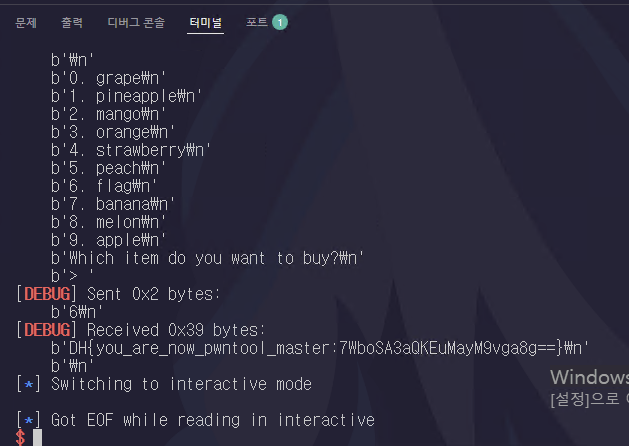 문제 출력 디버그 콘솔 터미널 포트 1
b'₩n'
b'0. grape₩n'
b'1. pineapple₩n'
b'2. mango₩n'
b'3. orange₩n'
b'4. strawberry₩n'
b'5. peach₩n'
b'6. flag₩n'
b'7. banana₩n'
b'8. melon₩n'
b'9. apple₩n'
b'Which item do you want to buy?₩n'
b'> '
[DEBUG] Sent 0x2 bytes:
b'6₩n'
[DEBUG] Received 0x39 bytes:
b'DH{you_are_now_pwntool_master:7WboSA3aQKEuMayM9vga8g==}₩n'
b'₩n'
[*] Switching to interactive mode
Windows
[설정]으로
[*] Got EOF while reading in interactive
$